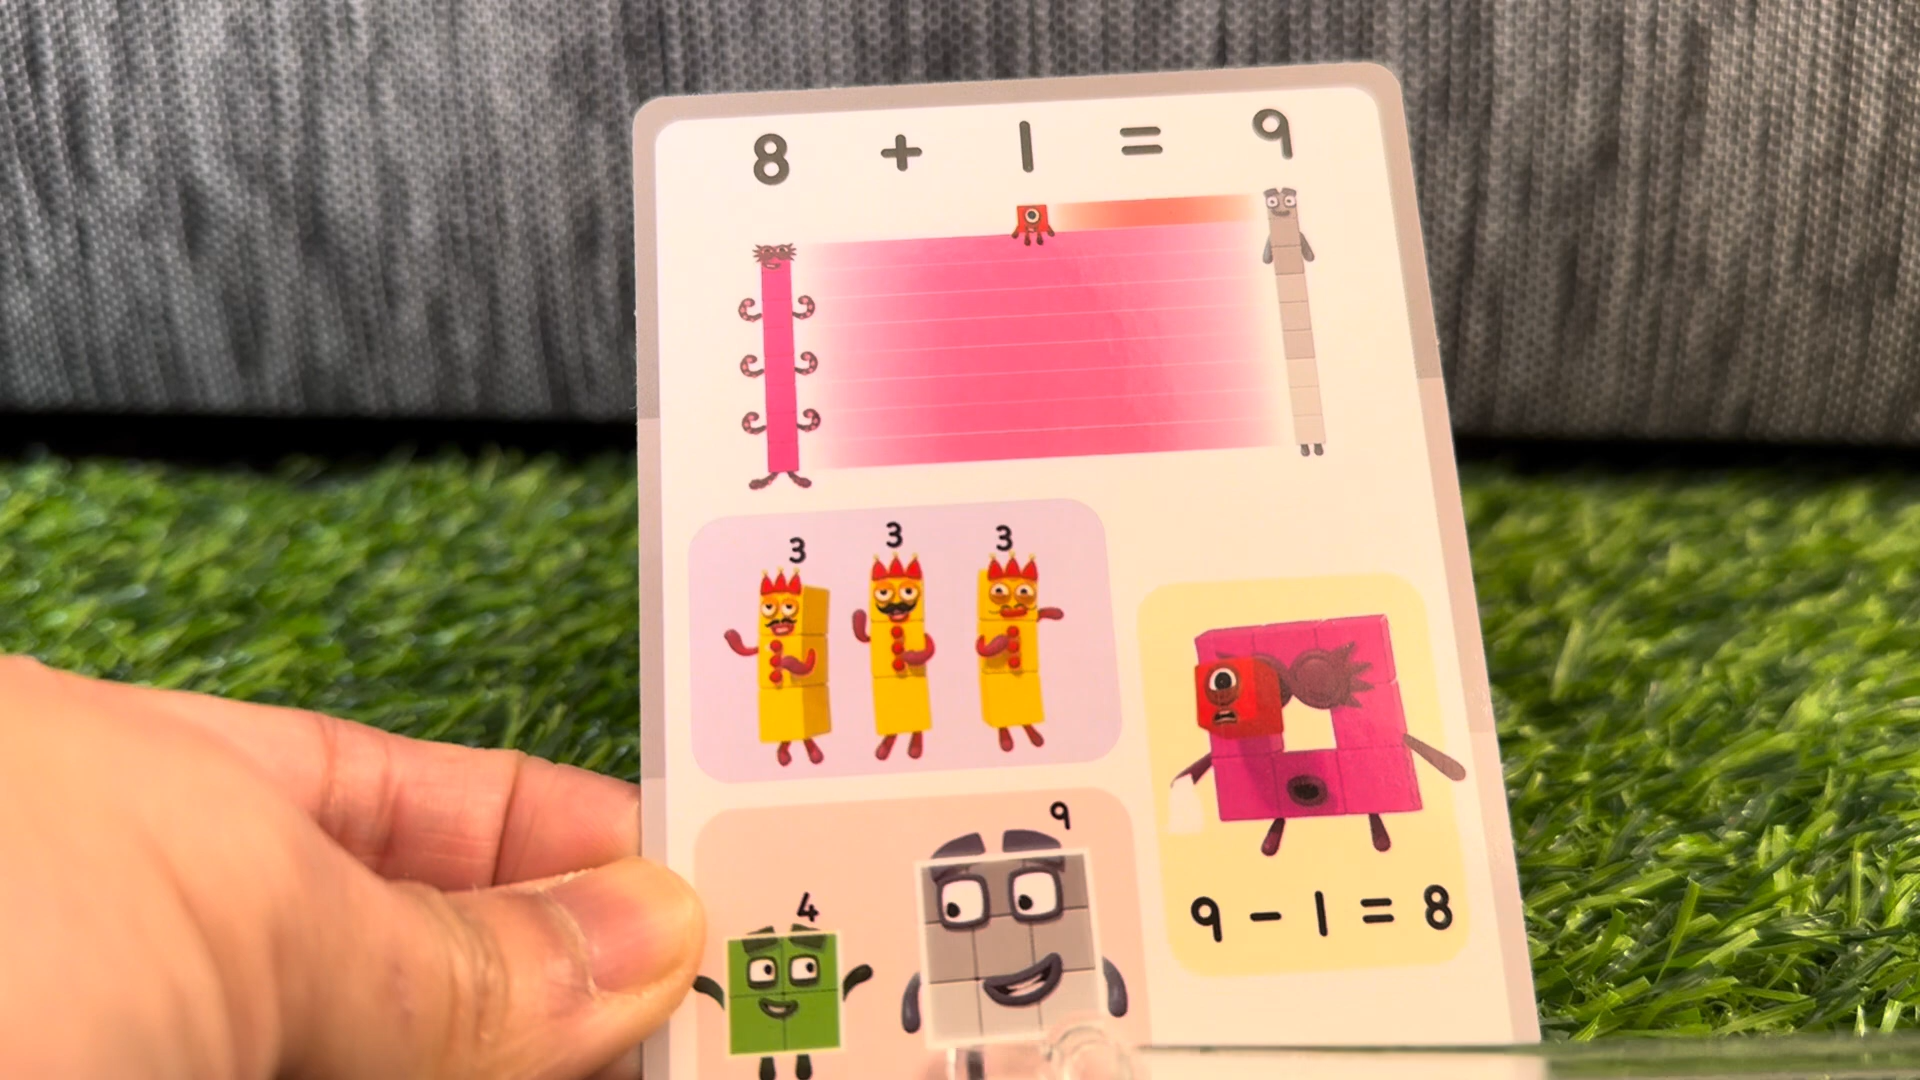 8 + 1 = 9
3 3 3
4 9
9 - 1 = 8